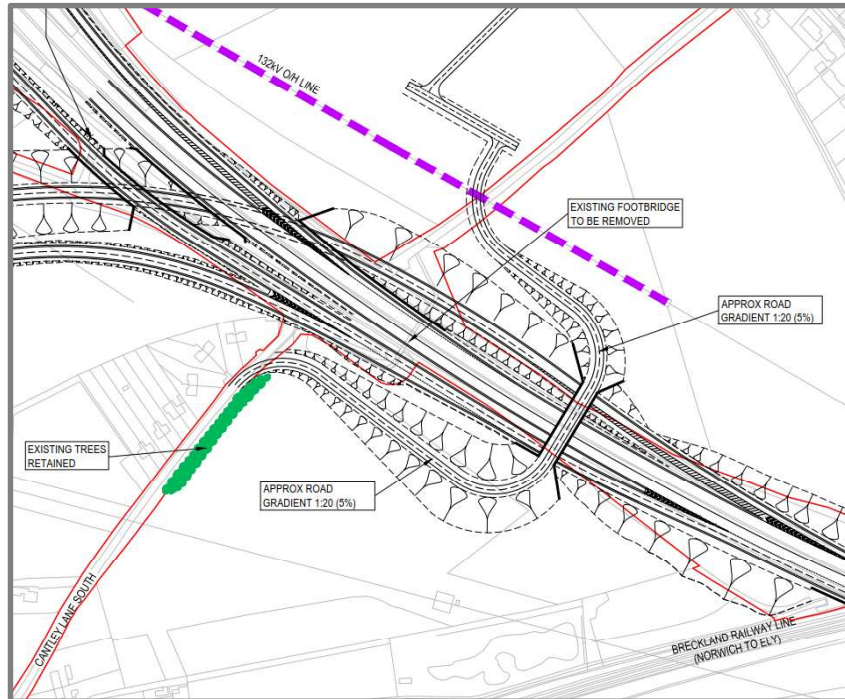 132kV O/H LINE
EXISTING FOOTBRIDGE
TO BE REMOVED
APPROX ROAD
GRADIENT 1:20 (5%)
EXISTING TREES
RETAINED
APPROX ROAD
GRADIENT 1:20 (5%)
CANTLEY LANE SOUTH
BRECKLAND RAILWAY LINE
(NORWICH TO ELY)